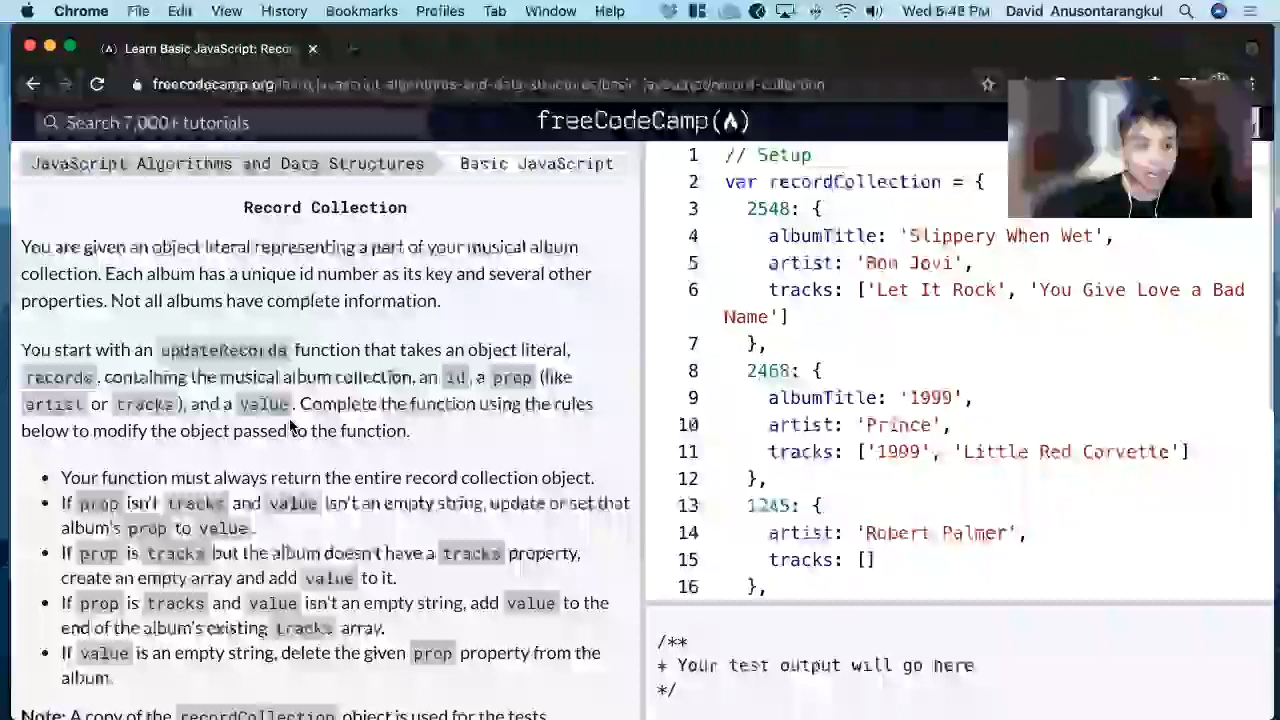 Chrome File Edit View History Bookmarks Profiles Tab Window Help Wed 5:42 PM David Anusontarangkul
Learn Basic JavaScript: Recor
Search 7,000+ tutorials
freeCodeCamp
JavaScript Algorithms and Data Structures Basic JavaScript
Record Collection
You are given an object literal representing a part of your musical album
collection. Each album has a unique id number as its key and several other
properties. Not all albums have complete information.
You start with an updateRecords function that takes an object literal,
records, containing the musical album collection, an id, a prop (like
artist or tracks), and a value. Complete the function using the rules
below to modify the object passed to the function.
• Your function must always return the entire record collection object.
• If prop isn't tracks and value isn't an empty string, update or set that
album's prop to value.
• If prop is tracks but the album doesn't have a tracks property,
create an empty array and add value to it.
• If prop is tracks and value isn't an empty string, add value to the
end of the album's existing tracks array.
• If value is an empty string, delete the given prop property from the
album.
Note: A copy of the recordCollection object is used for the tests.
1 // Setup
2 var recordCollection = {
3 2548: {
4 albumTitle: 'Slippery When Wet',
5 artist: 'Bon Jovi',
6 tracks: ['Let It Rock', 'You Give Love a Bad
Name']
7 },
8 2468: {
9 albumTitle: '1999',
10 artist: 'Prince',
11 tracks: ['1999', 'Little Red Corvette']
12 },
13 1245: {
14 artist: 'Robert Palmer',
15 tracks: []
16 },
/**
* Your test output will go here
*/